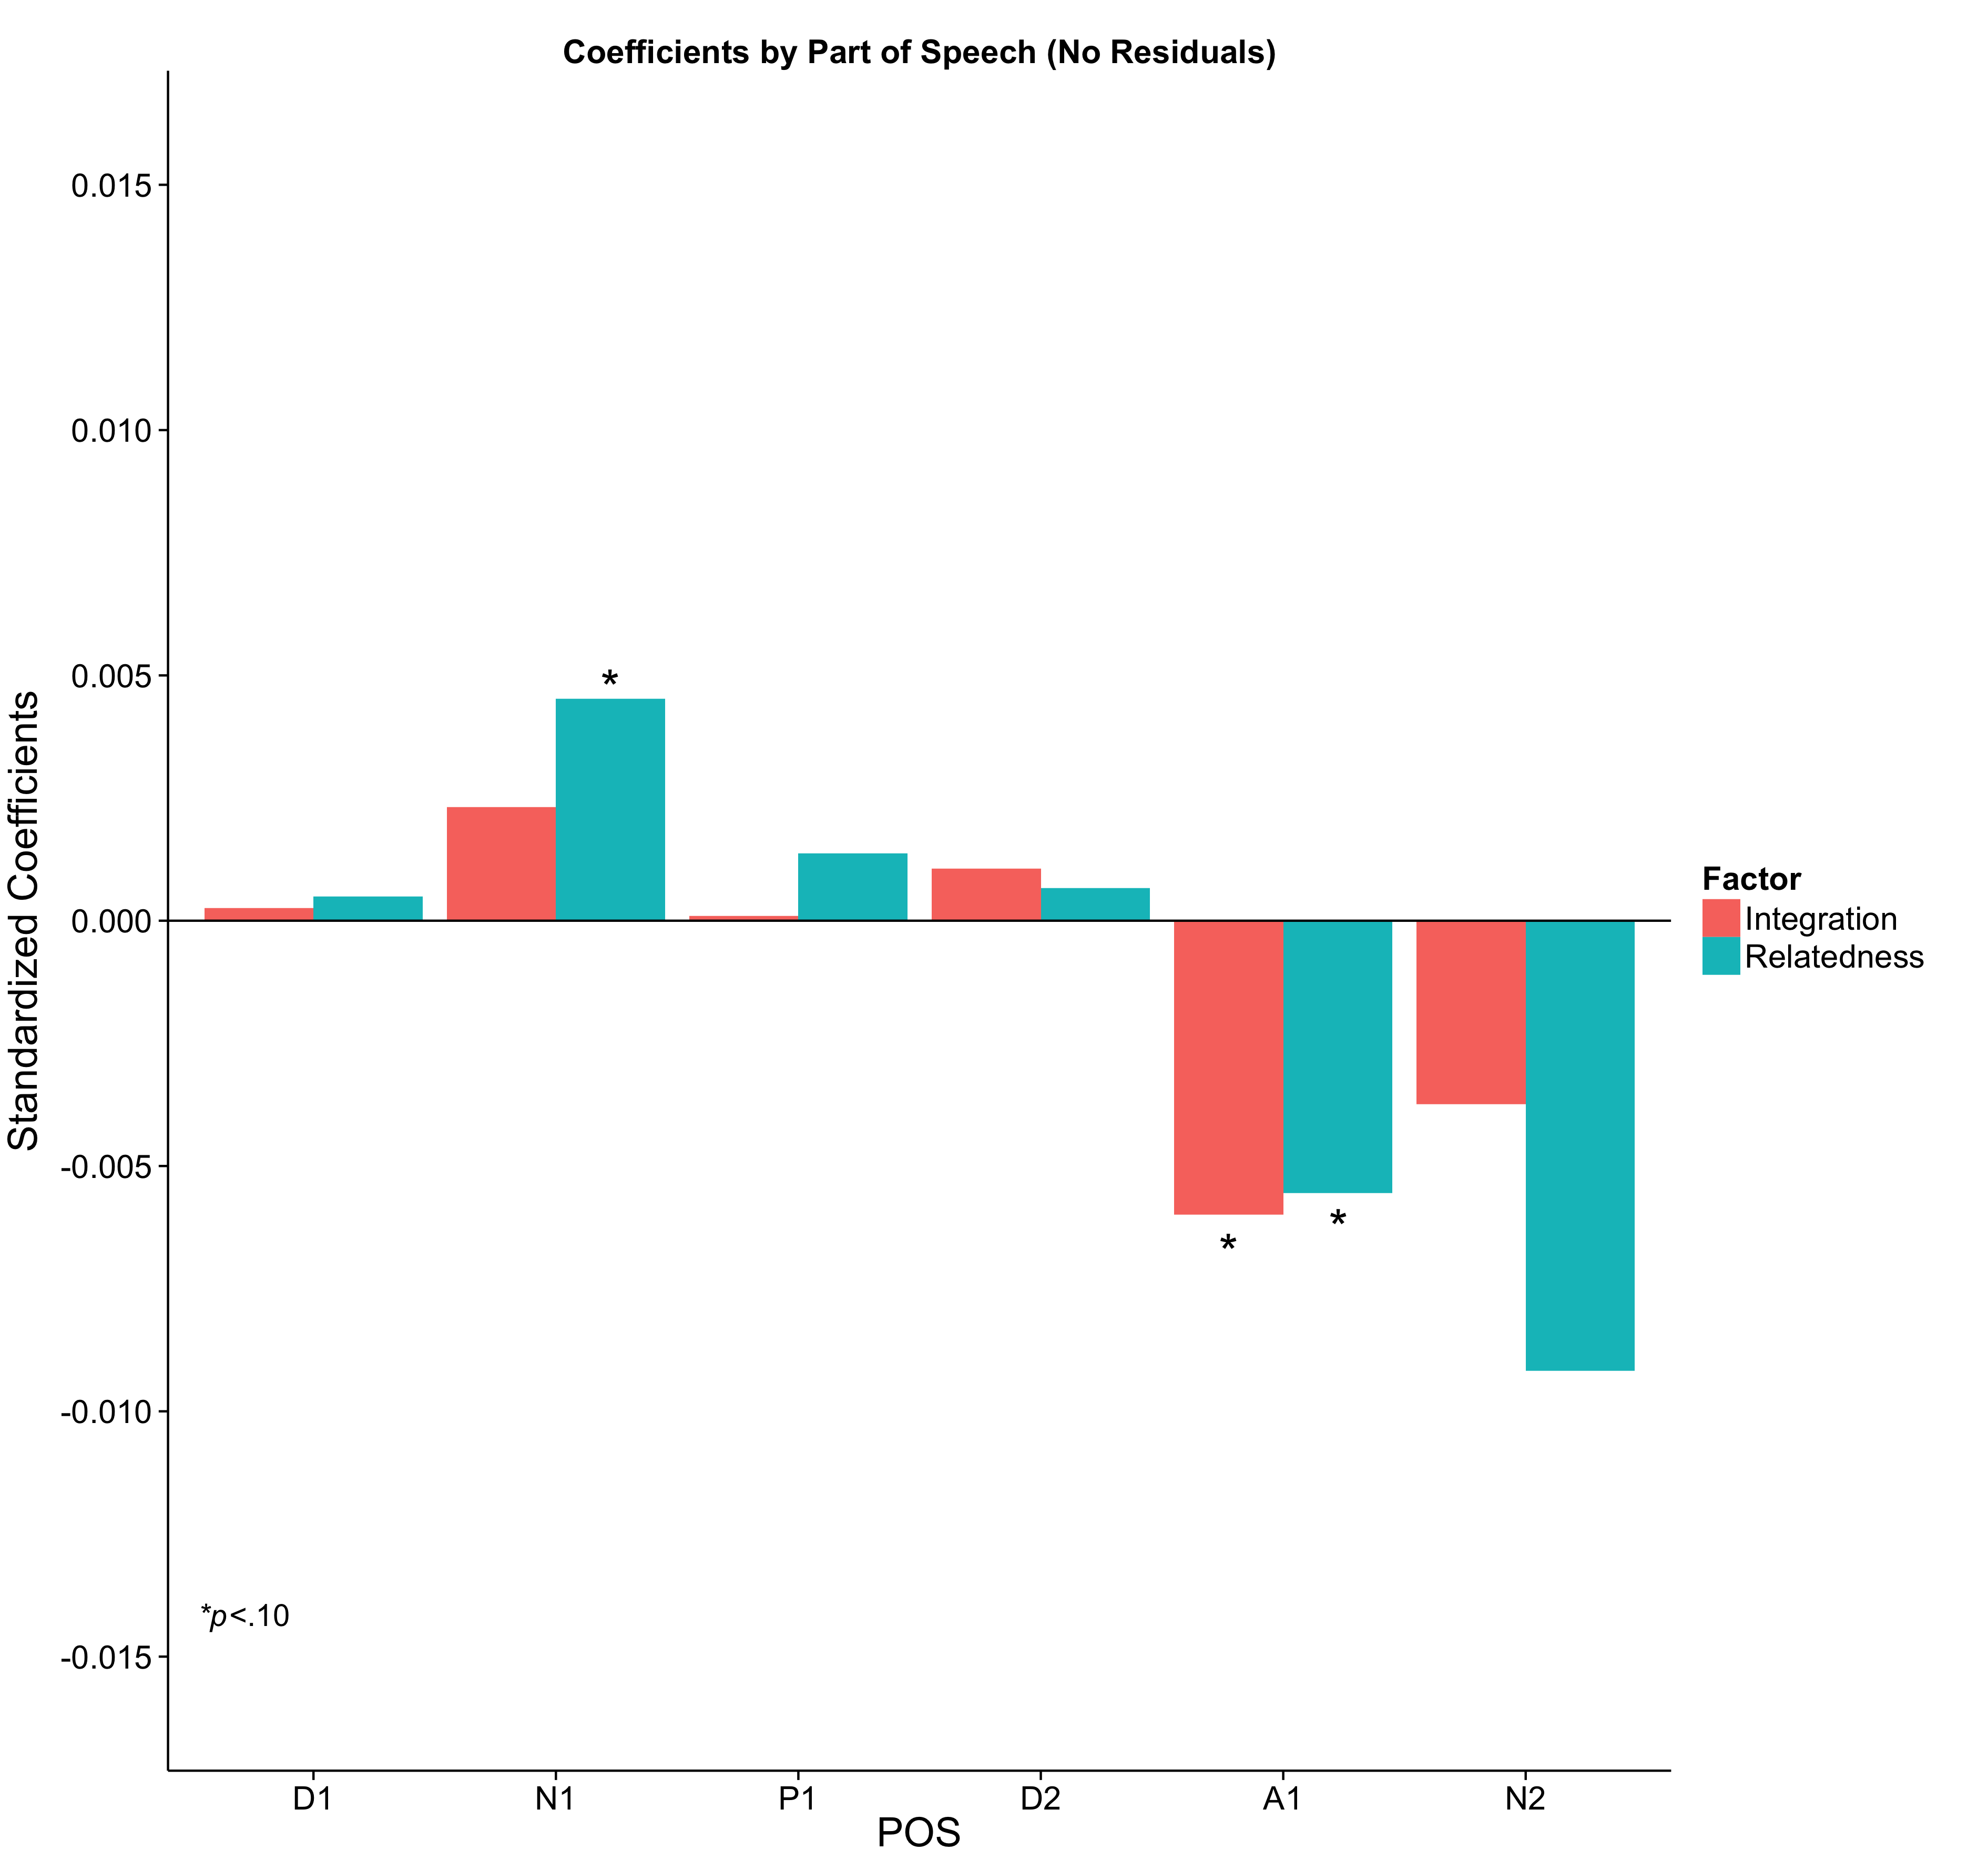 Coefficients by Part of Speech (No Residuals)
Standardized Coefficients
0.015
0.010
0.005
0.000
-0.005
-0.010
-0.015
*
*
*
*p<.10
D1 N1 P1 D2 A1 N2
POS
Factor
Integration
Relatedness